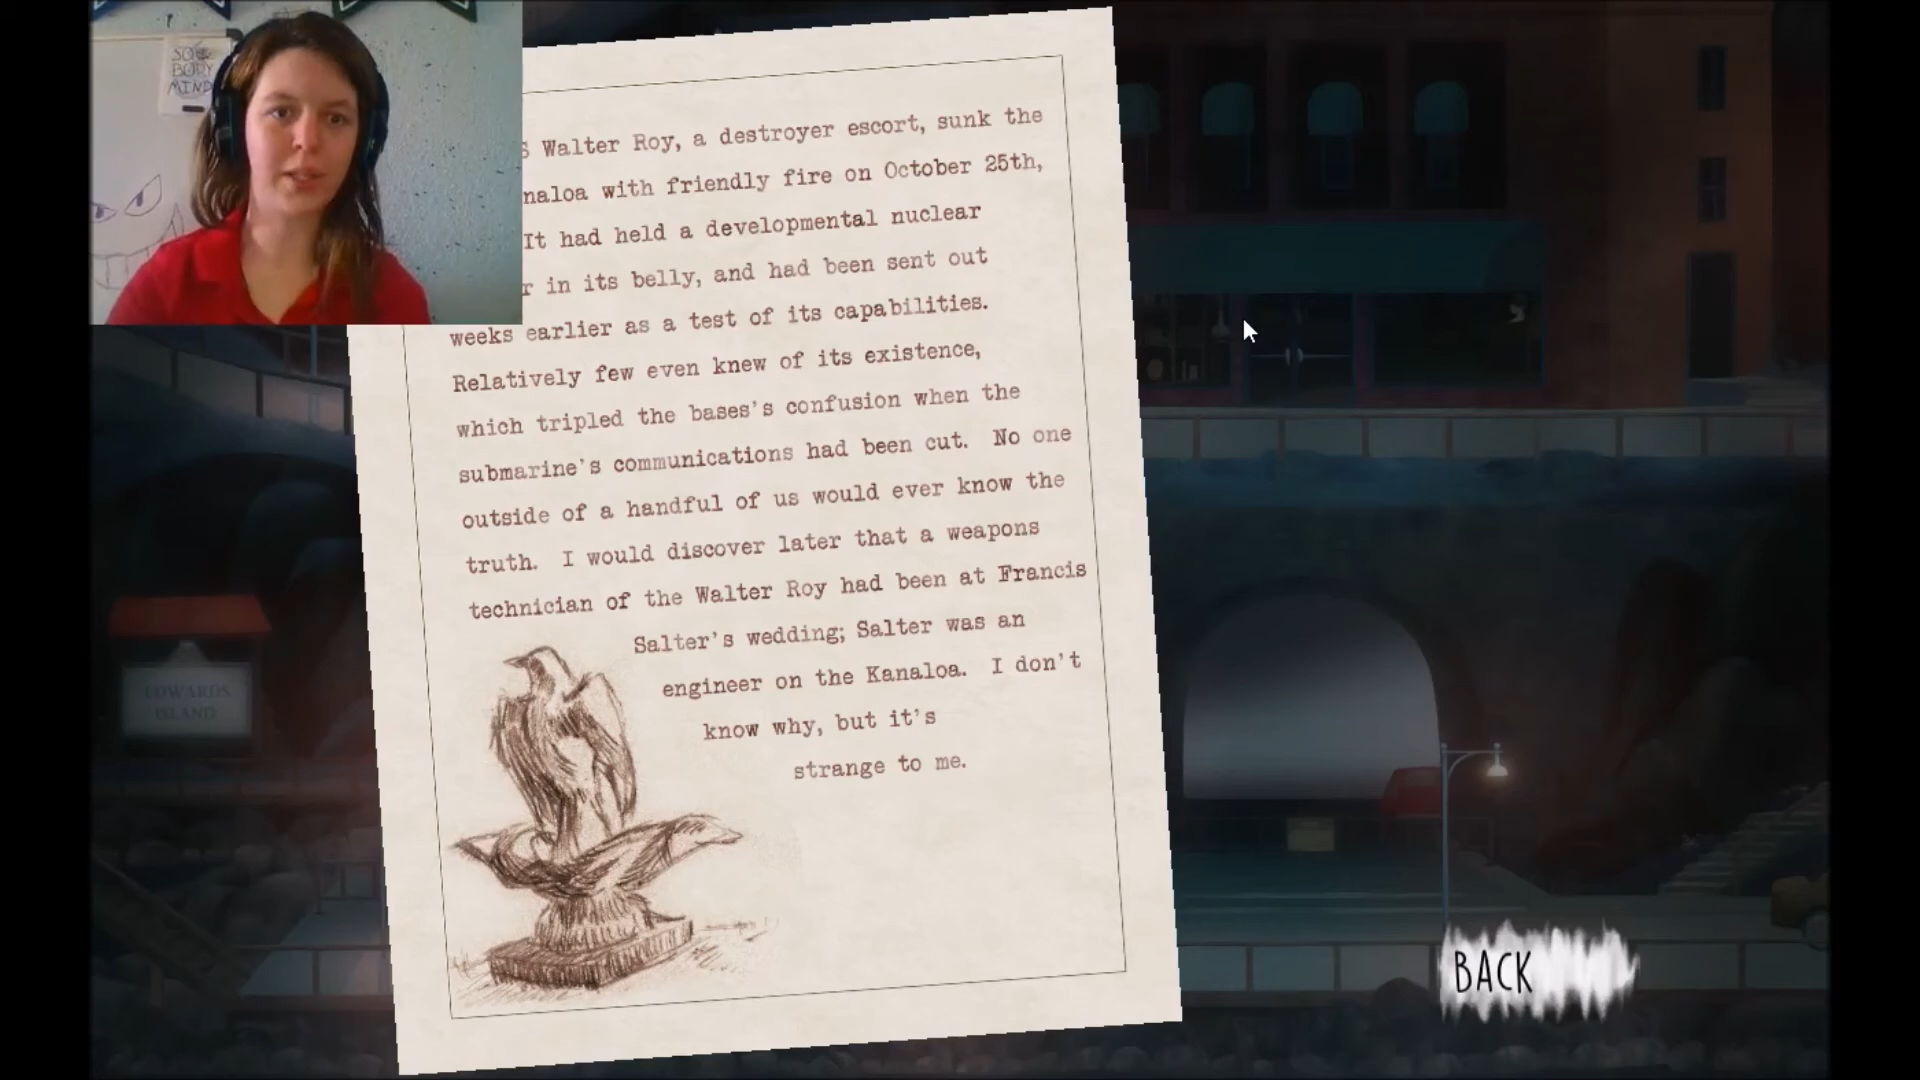 SO
BODY
MIND
S Walter Roy, a destroyer escort, sunk the
naloa with friendly fire on October 25th,
It had held a developmental nuclear
r in its belly, and had been sent out
weeks earlier as a test of its capabilities.
Relatively few even knew of its existence,
which tripled the bases's confusion when the
submarine's communications had been cut. No one
outside of a handful of us would ever know the
truth. I would discover later that a weapons
technician of the Walter Roy had been at Francis
Salter's wedding; Salter was an
engineer on the Kanaloa. I don't
know why, but it's
strange to me.
EDWARDS
ISLAND
BACK